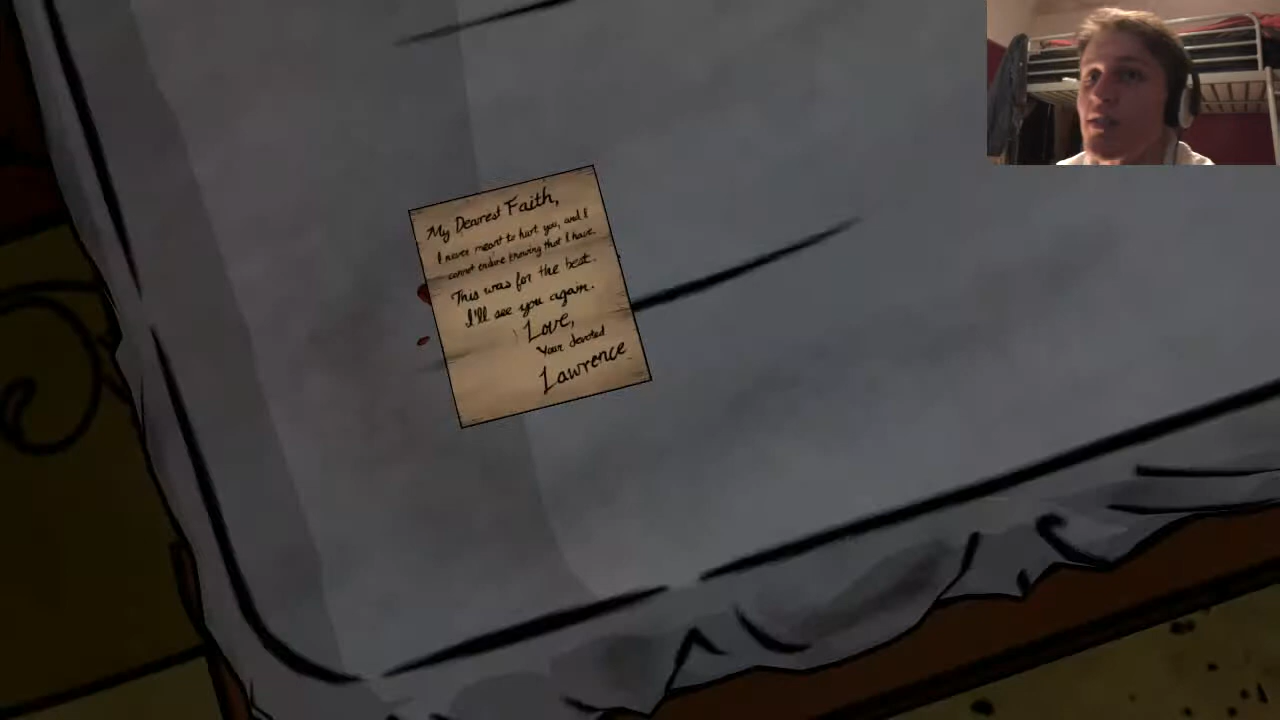 My Dearest Faith,
I never meant to hurt you, and I
cannot endure knowing that I have.
This was for the best.
I'll see you again.
Love,
Your devoted
Lawrence